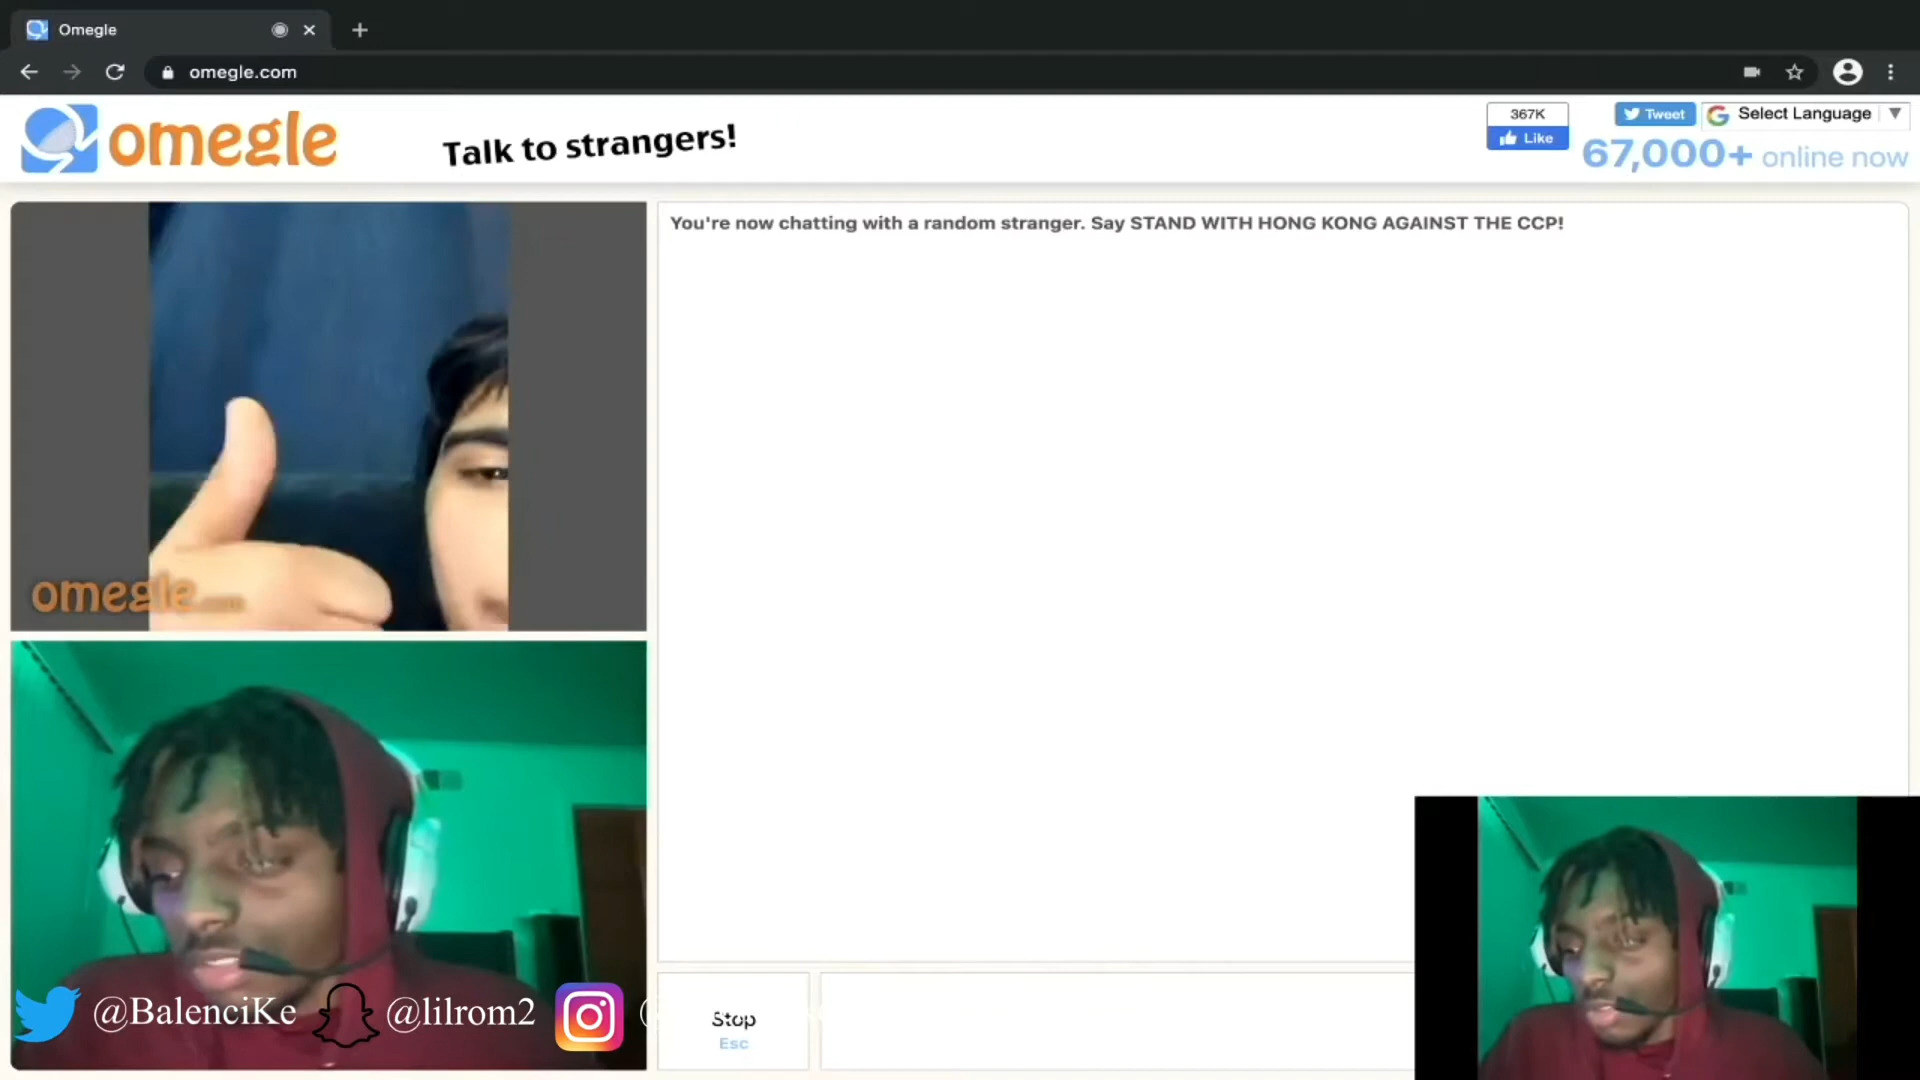 Omegle
omegle.com
omegle
Talk to strangers!
367K
Like
Tweet
Select Language
67,000+ online now
You're now chatting with a random stranger. Say STAND WITH HONG KONG AGAINST THE CCP!
omegle.com
@BalenciKe
@lilrom2
Stop
Esc